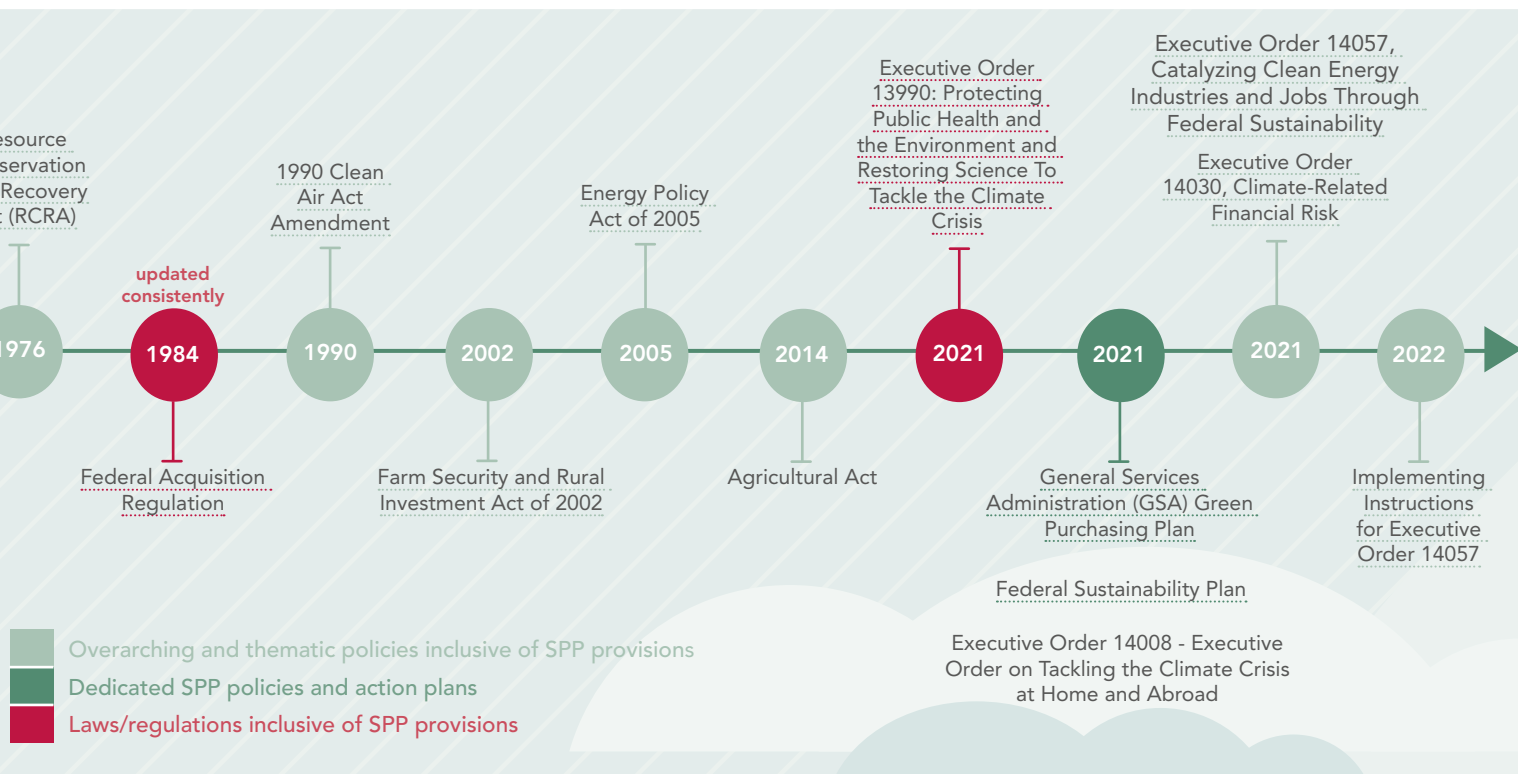 esource
servation
Recovery
t (RCRA)
1976
updated
consistently
1984
Federal Acquisition
Regulation
1990 Clean
Air Act
Amendment
1990
2002
Farm Security and Rural
Investment Act of 2002
Energy Policy
Act of 2005
2005
2014
Agricultural Act
Executive Order
13990: Protecting
Public Health and
the Environment and
Restoring Science To
Tackle the Climate
Crisis
2021
2021
General Services
Administration (GSA) Green
Purchasing Plan
Federal Sustainability Plan
Executive Order 14008 - Executive
Order on Tackling the Climate Crisis
at Home and Abroad
Executive Order 14057,
Catalyzing Clean Energy
Industries and Jobs Through
Federal Sustainability
Executive Order
14030, Climate-Related
Financial Risk
2021
2022
Implementing
Instructions
for Executive
Order 14057
Overarching and thematic policies inclusive of SPP provisions
Dedicated SPP policies and action plans
Laws/regulations inclusive of SPP provisions